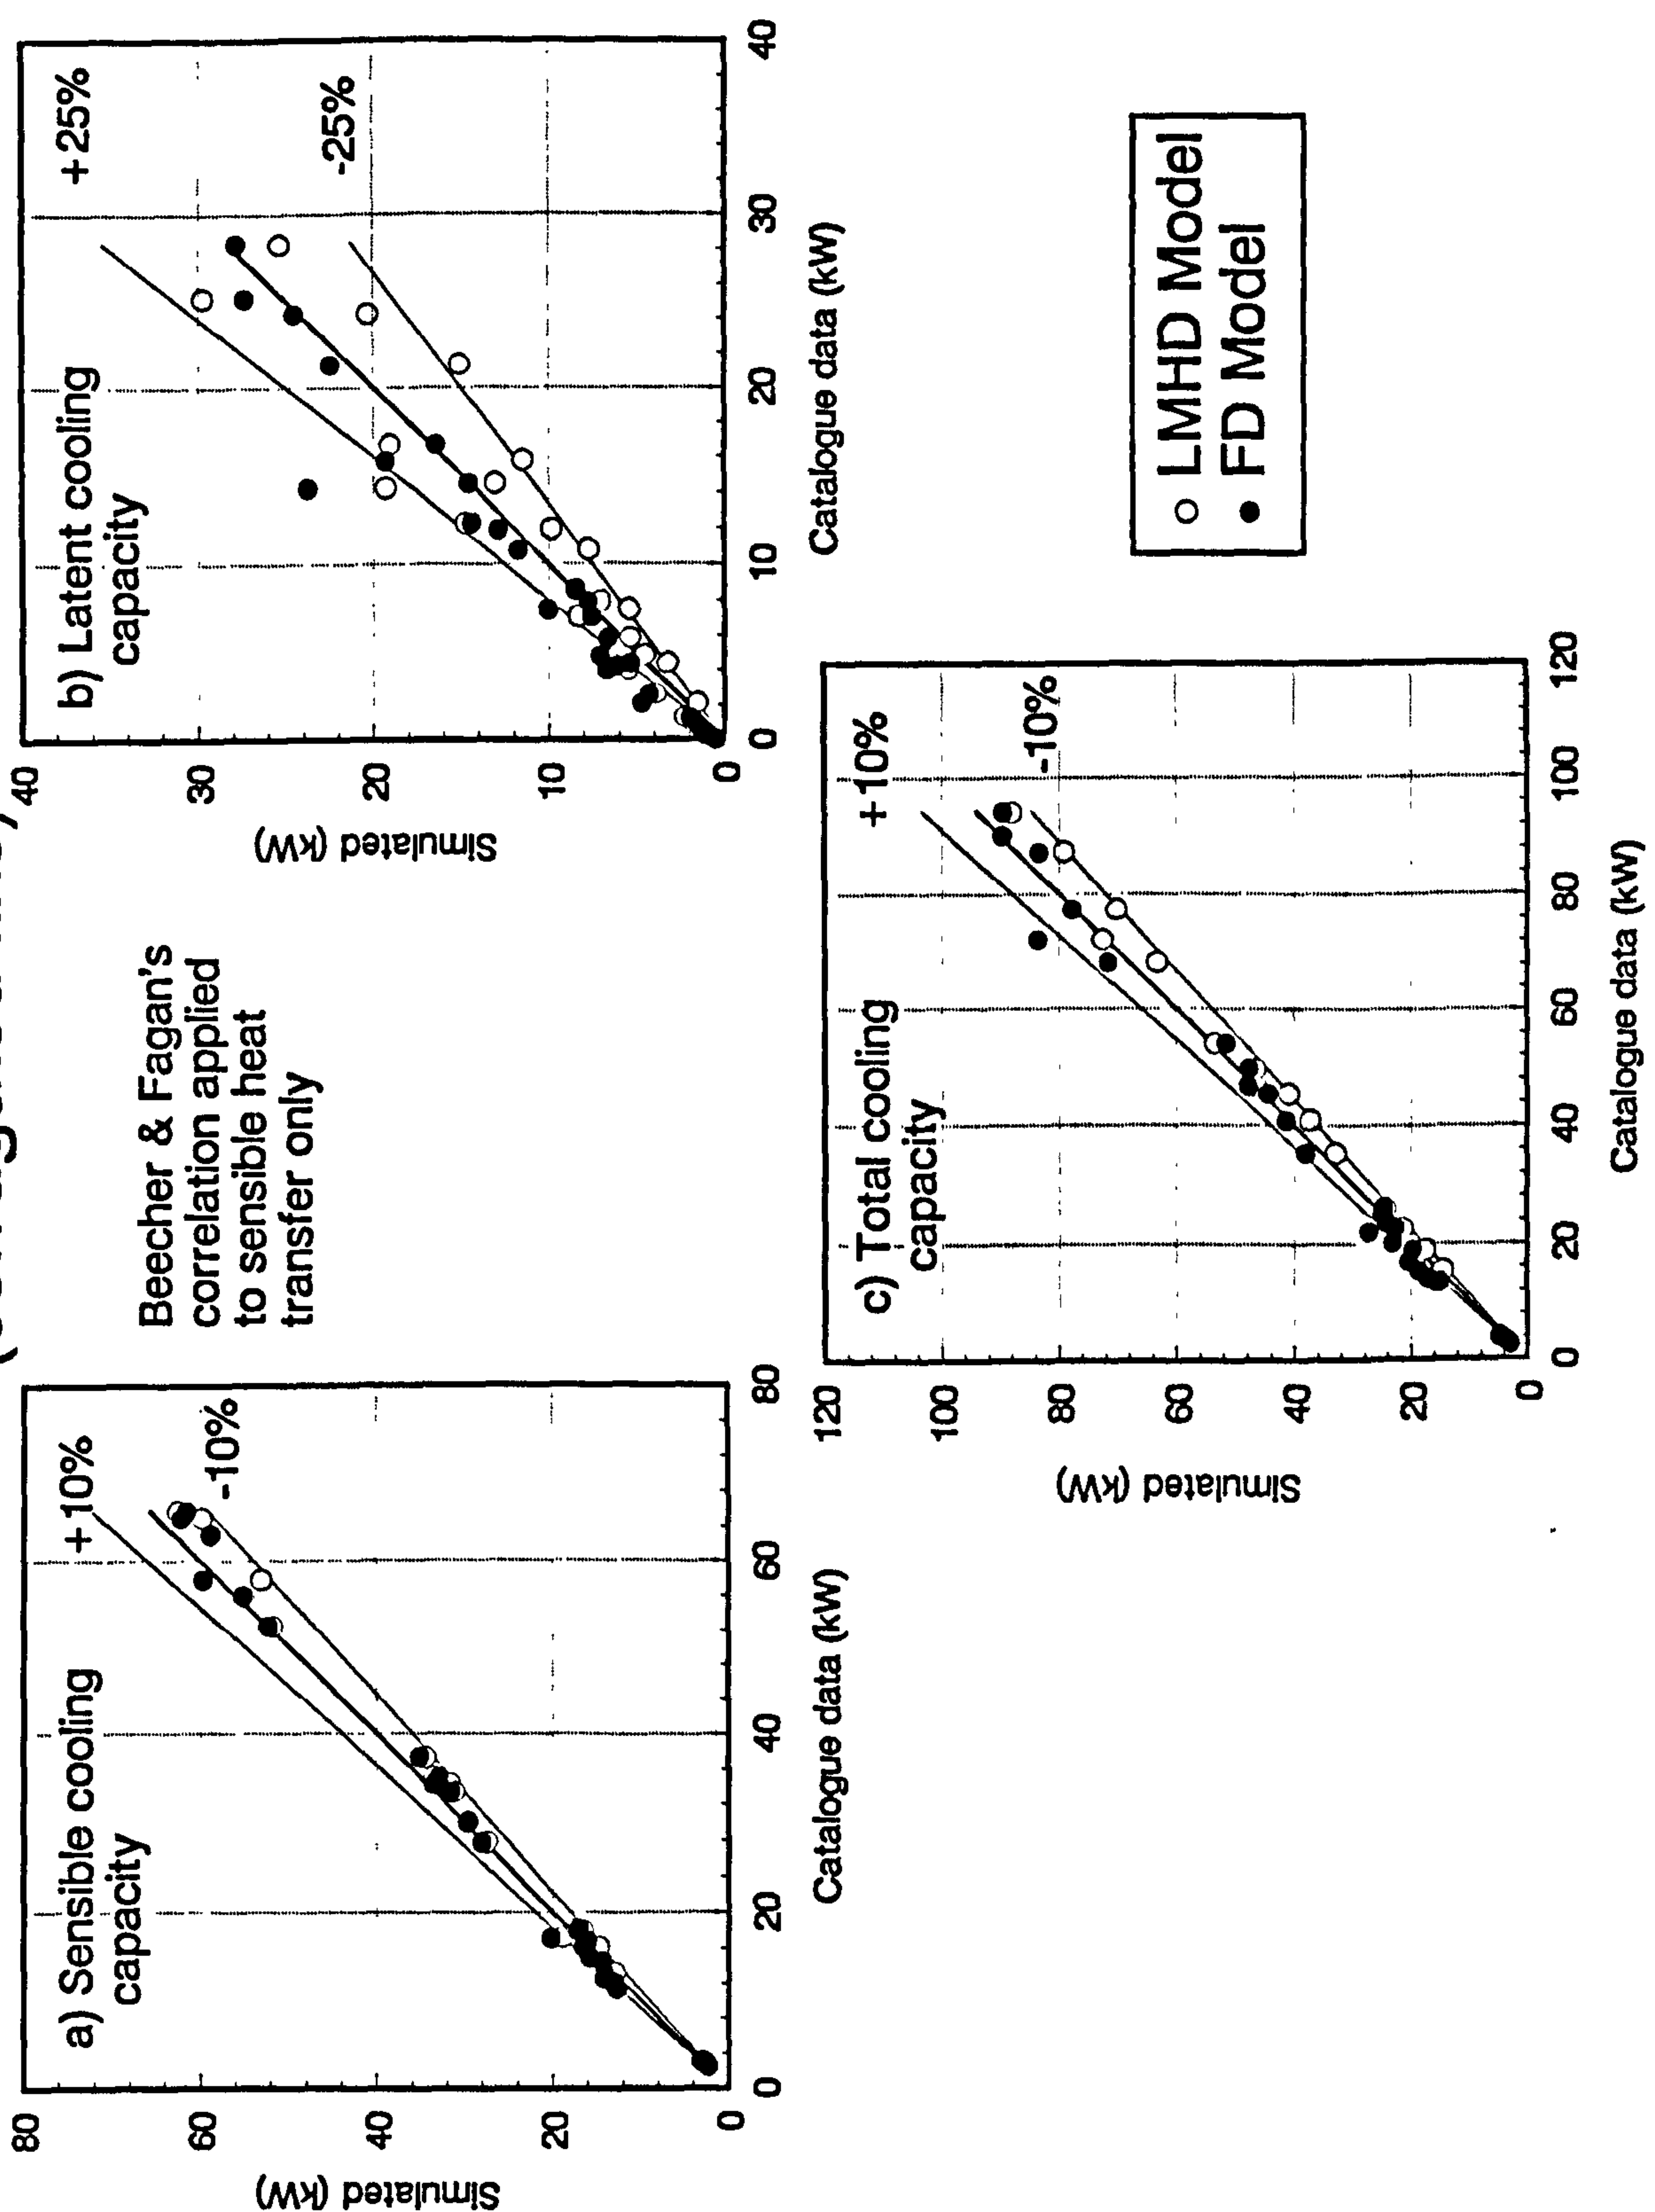 a) Sensible cooling
capacity
+10%
-10%
80
60
40
20
0
0
20
40
60
80
Simulated (kW)
Catalogue data (kW)
Beecher & Fagan's
correlation applied
to sensible heat
transfer only
b) Latent cooling
capacity
+25%
-25%
40
30
20
10
0
0
10
20
30
40
Simulated (kW)
Catalogue data (kW)
c) Total cooling
capacity
+10%
-10%
120
100
80
60
40
20
0
0
20
40
60
80
100
120
Simulated (kW)
Catalogue data (kW)
LMHD Model
FD Model